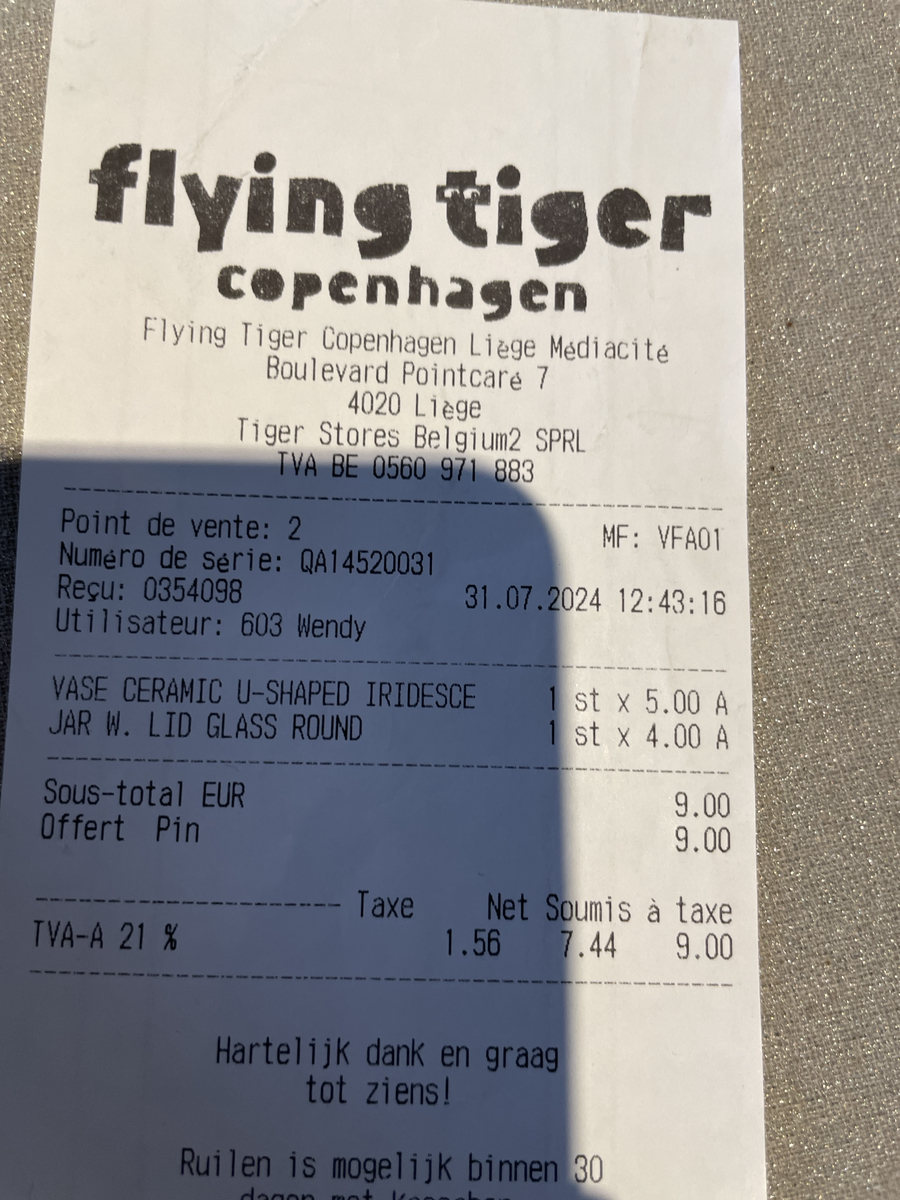 flying tiger
copenhagen
Flying Tiger Copenhagen Liège Médiacité
Boulevard Pointcaré 7
4020 Liège
Tiger Stores Belgium2 SPRL
TVA BE 0560 971 883
Point de vente: 2 MF: VFA01
Numéro de série: QA14520031
Reçu: 0354098 31.07.2024 12:43:16
Utilisateur: 603 Wendy
VASE CERAMIC U-SHAPED IRIDESCE 1 st x 5.00 A
JAR W. LID GLASS ROUND 1 st x 4.00 A
Sous-total EUR 9.00
Offert Pin 9.00
Taxe Net Soumis à taxe
TVA-A 21 % 1.56 7.44 9.00
Hartelijk dank en graag
tot ziens!
Ruilen is mogelijk binnen 30
dagen met